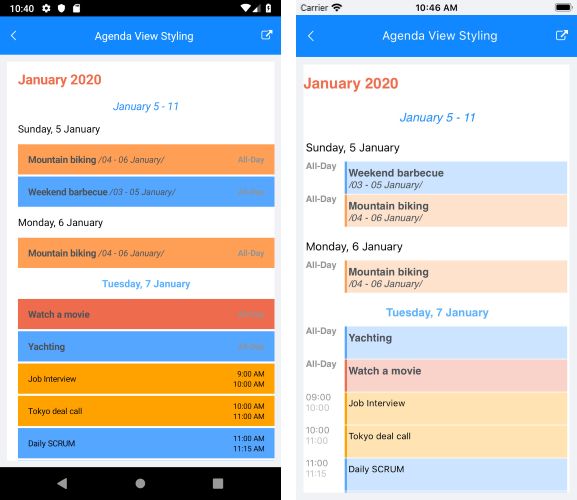 10:40
Agenda View Styling
January 2020
January 5 - 11
Sunday, 5 January
Mountain biking /04 - 06 January/ All-Day
Weekend barbecue /03 - 05 January/ All-Day
Monday, 6 January
Mountain biking /04 - 06 January/ All-Day
Tuesday, 7 January
Watch a movie All-Day
Yachting All-Day
Job Interview 9:00 AM
10:00 AM
Tokyo deal call 10:00 AM
11:00 AM
Daily SCRUM 11:00 AM
11:15 AM
Carrier 10:46 AM
Agenda View Styling
January 2020
January 5 - 11
Sunday, 5 January
All-Day Weekend barbecue
/03 - 05 January/
All-Day Mountain biking
/04 - 06 January/
Monday, 6 January
All-Day Mountain biking
/04 - 06 January/
Tuesday, 7 January
All-Day Yachting
All-Day Watch a movie
09:00 Job Interview
10:00
10:00 Tokyo deal call
11:00
11:00 Daily SCRUM
11:15